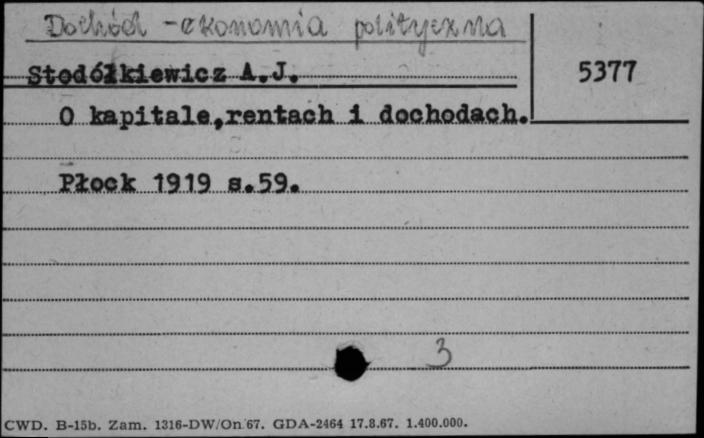 Dochód - ekonomia polityczna
Stodółkiewicz A.J.
5377
O kapitale,rentach i dochodach.
Płock 1919 s.59.
3
CWD. B-15b. Zam. 1316-DW/On 67. GDA-2464 17.8.67. 1.400.000.